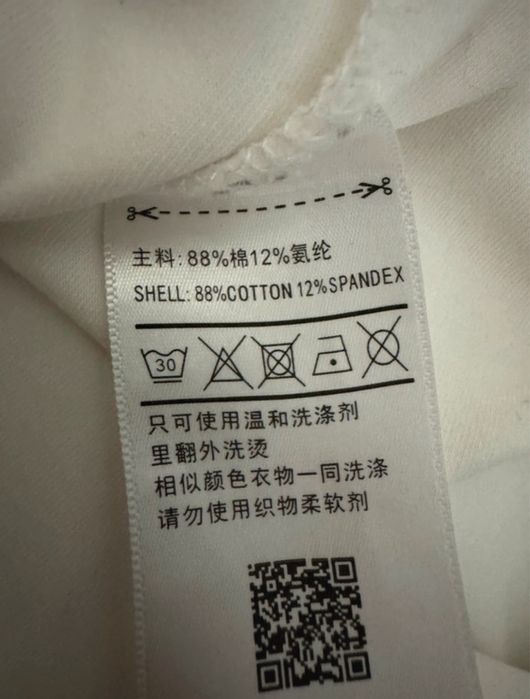 主料: 88%棉12%氨纶
SHELL: 88%COTTON 12%SPANDEX
30
只可使用温和洗涤剂
里翻外洗烫
相似颜色衣物一同洗涤
请勿使用织物柔软剂